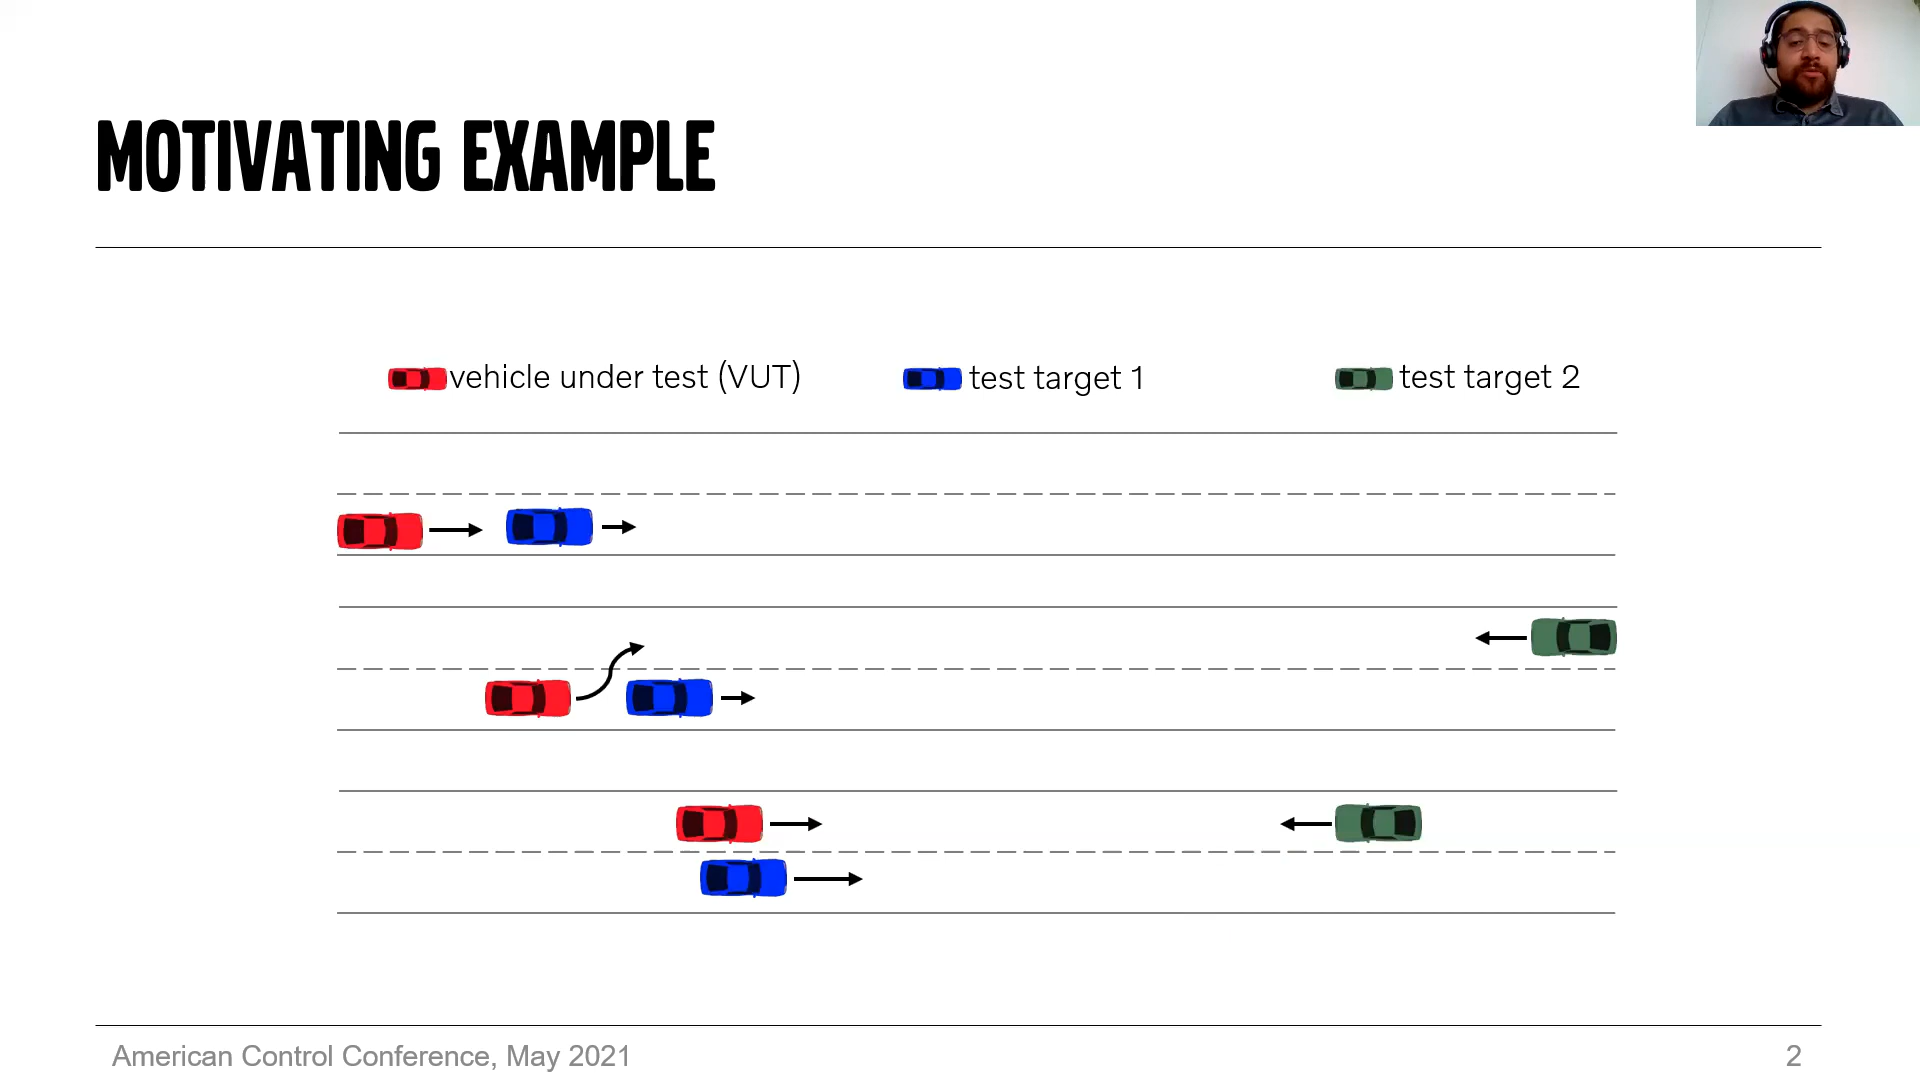 MOTIVATING EXAMPLE
vehicle under test (VUT) test target 1 test target 2
American Control Conference, May 2021 2